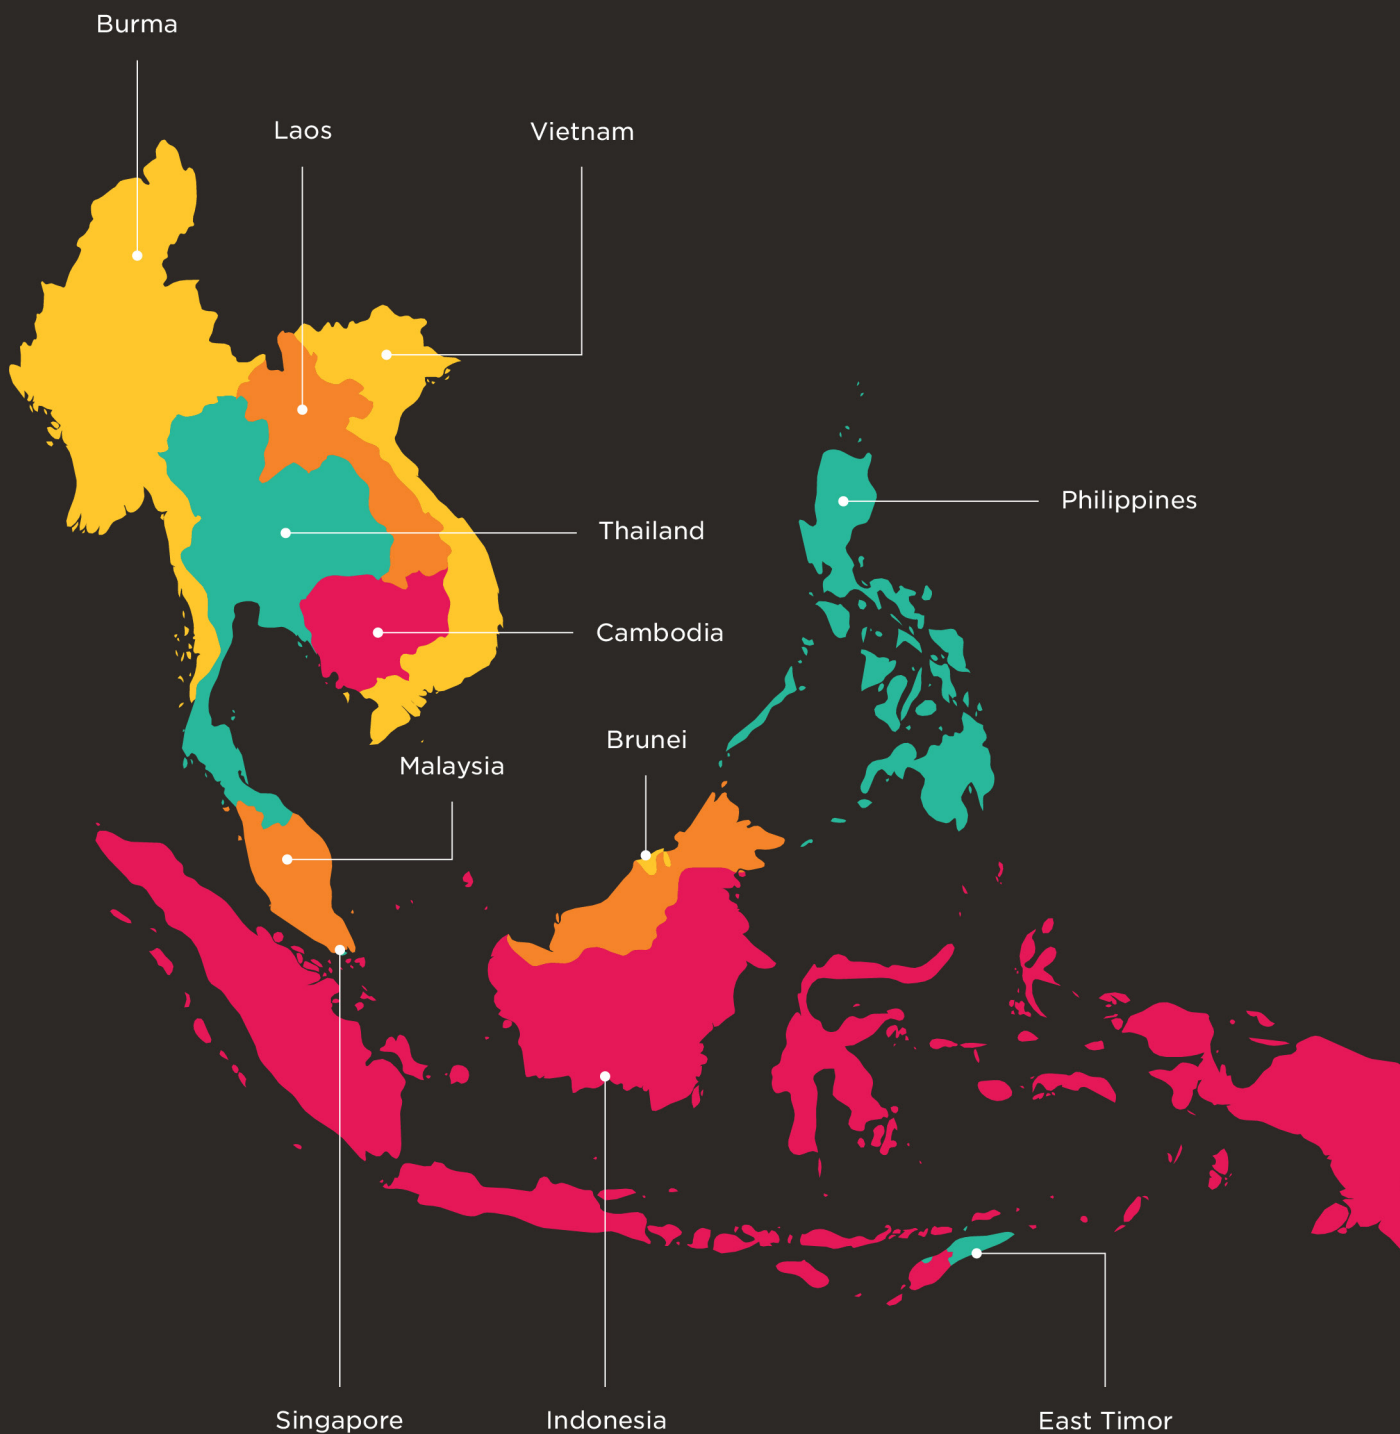 Burma
Laos
Vietnam
Philippines
Thailand
Cambodia
Brunei
Malaysia
Singapore
Indonesia
East Timor